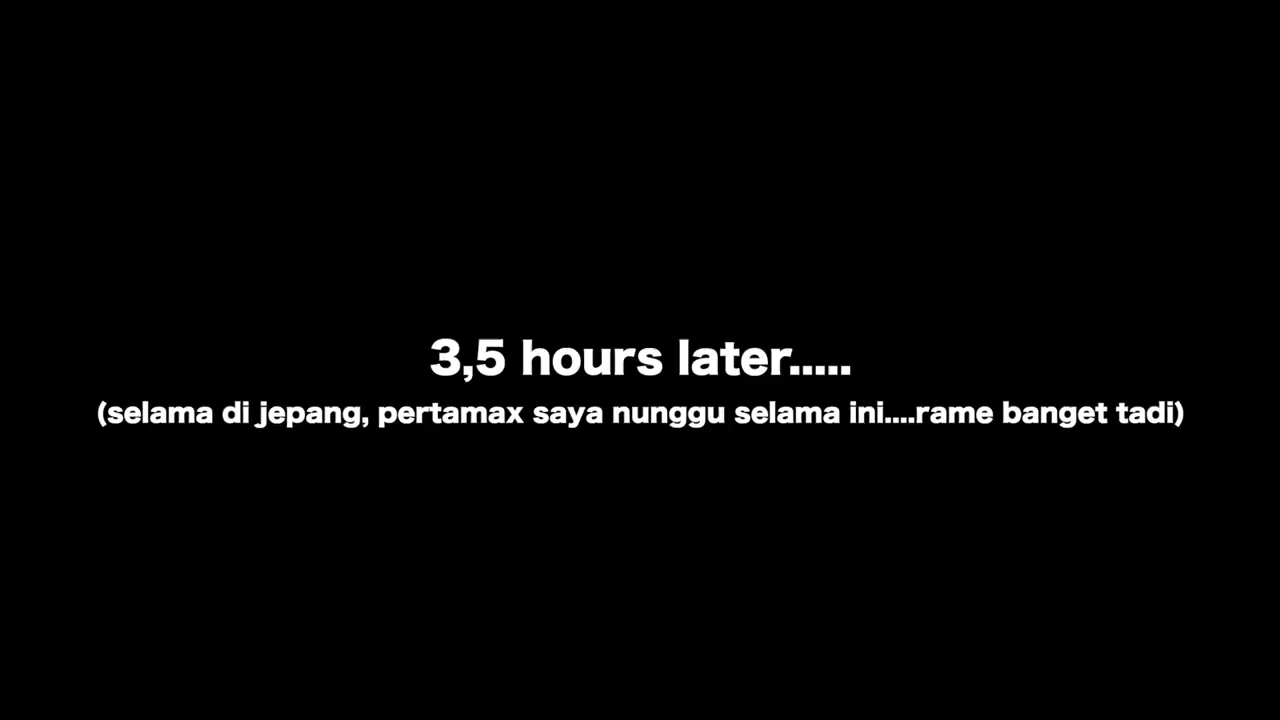 3,5 hours later.....
(selama di jepang, pertamax saya nunggu selama ini....rame banget tadi)